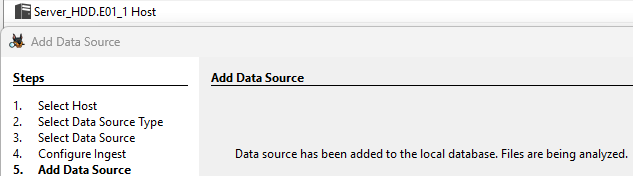 Server_HDD.E01_1 Host
Add Data Source
Steps
Add Data Source
1. Select Host
2. Select Data Source Type
3. Select Data Source
4. Configure Ingest
5. Add Data Source
Data source has been added to the local database. Files are being analyzed.